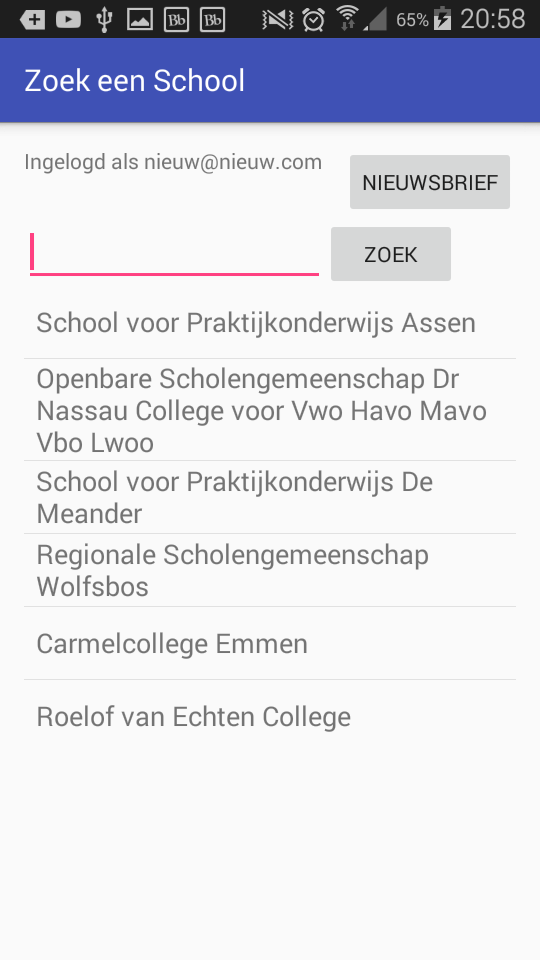 Bb Bb 65% 20:58
Zoek een School
Ingelogd als nieuw@nieuw.com
NIEUWSBRIEF
ZOEK
School voor Praktijkonderwijs Assen
Openbare Scholengemeenschap Dr
Nassau College voor Vwo Havo Mavo
Vbo Lwoo
School voor Praktijkonderwijs De
Meander
Regionale Scholengemeenschap
Wolfsbos
Carmelcollege Emmen
Roelof van Echten College